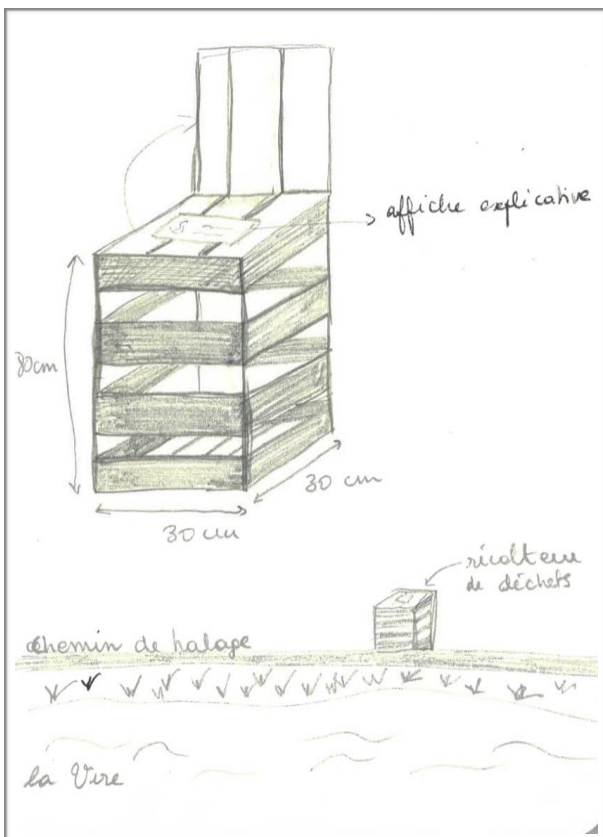 affiche explicative
80cm
30 cm
30 cm
récolteur
de déchets
chemin de halage
la Vire